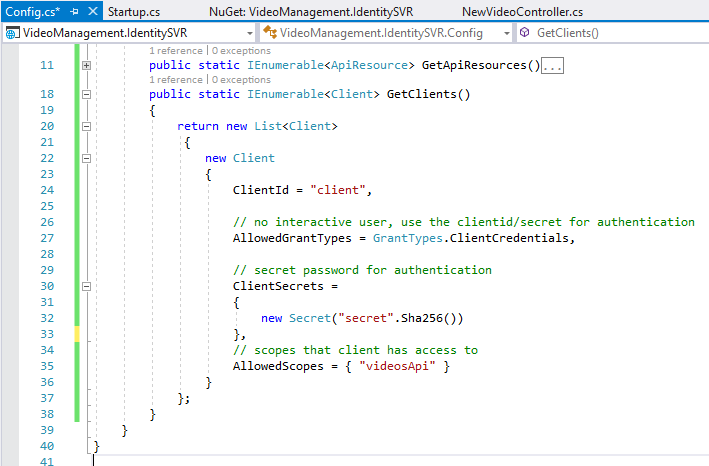 Config.cs* Startup.cs NuGet: VideoManagement.IdentitySVR NewVideoController.cs
VideoManagement.IdentitySVR VideoManagement.IdentitySVR.Config GetClients()
1 reference | 0 exceptions
11 public static IEnumerable<ApiResource> GetApiResources()...
1 reference | 0 exceptions
18 public static IEnumerable<Client> GetClients()
19 {
20 return new List<Client>
21 {
22 new Client
23 {
24 ClientId = "client",
25
26 // no interactive user, use the clientid/secret for authentication
27 AllowedGrantTypes = GrantTypes.ClientCredentials,
28
29 // secret password for authentication
30 ClientSecrets =
31 {
32 new Secret("secret".Sha256())
33 },
34 // scopes that client has access to
35 AllowedScopes = { "videosApi" }
36 }
37 };
38 }
39 }
40 }
41